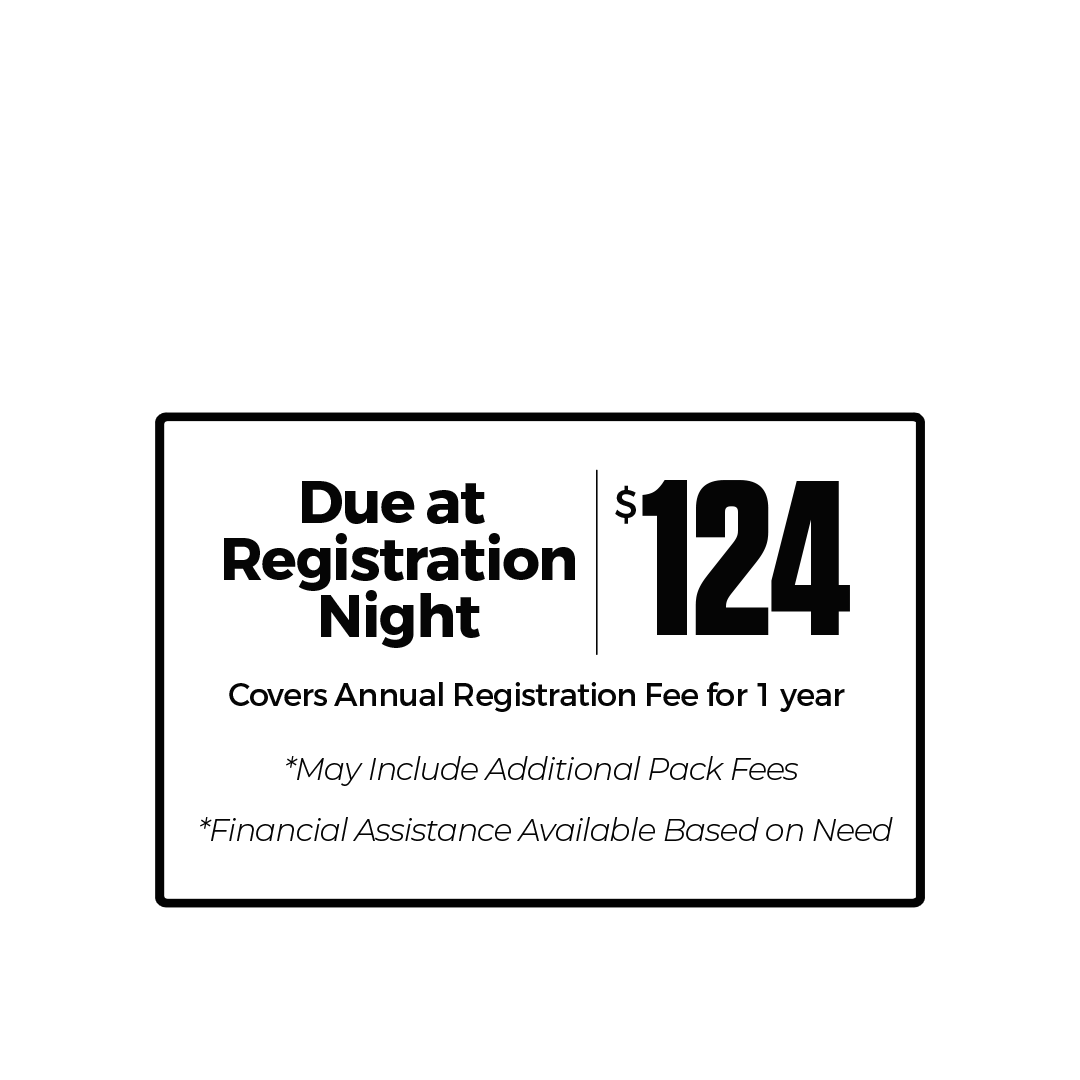 Due at
Registration
Night
$124
Covers Annual Registration Fee for 1 year
*May Include Additional Pack Fees
*Financial Assistance Available Based on Need